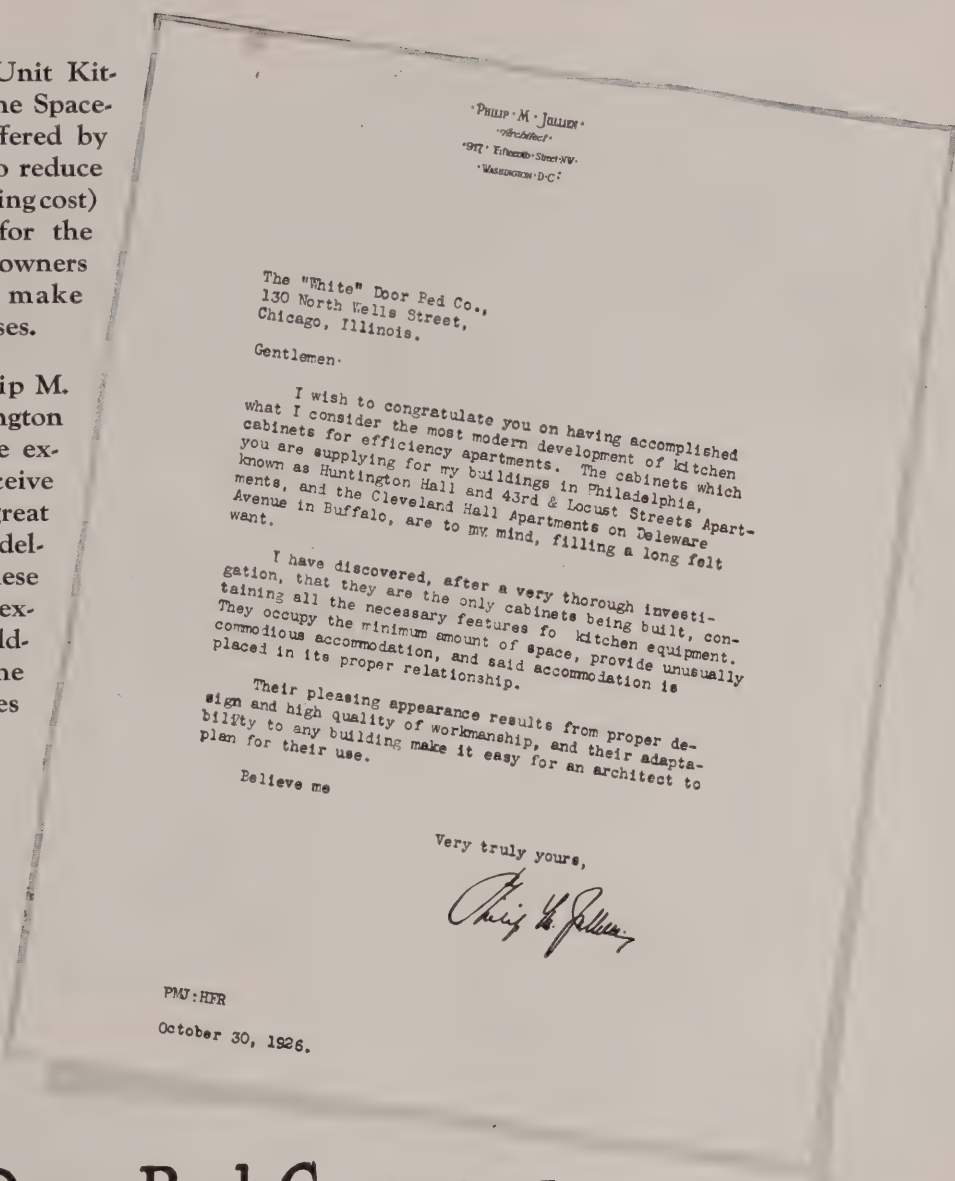 Unit Kit-
he Space-
fered by
o reduce
ing cost)
for the
owners
make
ses.
ip M.
ngton
e ex-
ceive
great
del-
ese
ex-
ld-
ne
es
· PHILIP · M · JULLIEN ·
· Architect ·
· 917 · Fifteenth · Street · NW ·
· WASHINGTON · D · C ·
The "White" Door Bed Co.,
130 North Wells Street,
Chicago, Illinois.
Gentlemen·
I wish to congratulate you on having accomplished
what I consider the most modern development of kitchen
cabinets for efficiency apartments. The cabinets which
you are supplying for my buildings in Philadelphia,
known as Huntington Hall and 43rd & Locust Streets Apart-
ments, and the Cleveland Hall Apartments on Deleware
Avenue in Buffalo, are to my mind, filling a long felt
want.
I have discovered, after a very thorough investi-
gation, that they are the only cabinets being built, con-
taining all the necessary features fo kitchen equipment.
They occupy the minimum amount of space, provide unusually
commodious accommodation, and said accommodation is
placed in its proper relationship.
Their pleasing appearance results from proper de-
sign and high quality of workmanship, and their adapta-
bility to any building make it easy for an architect to
plan for their use.
Believe me
Very truly yours,
Philip M. Jullien
PMJ:HFR
October 30, 1926.